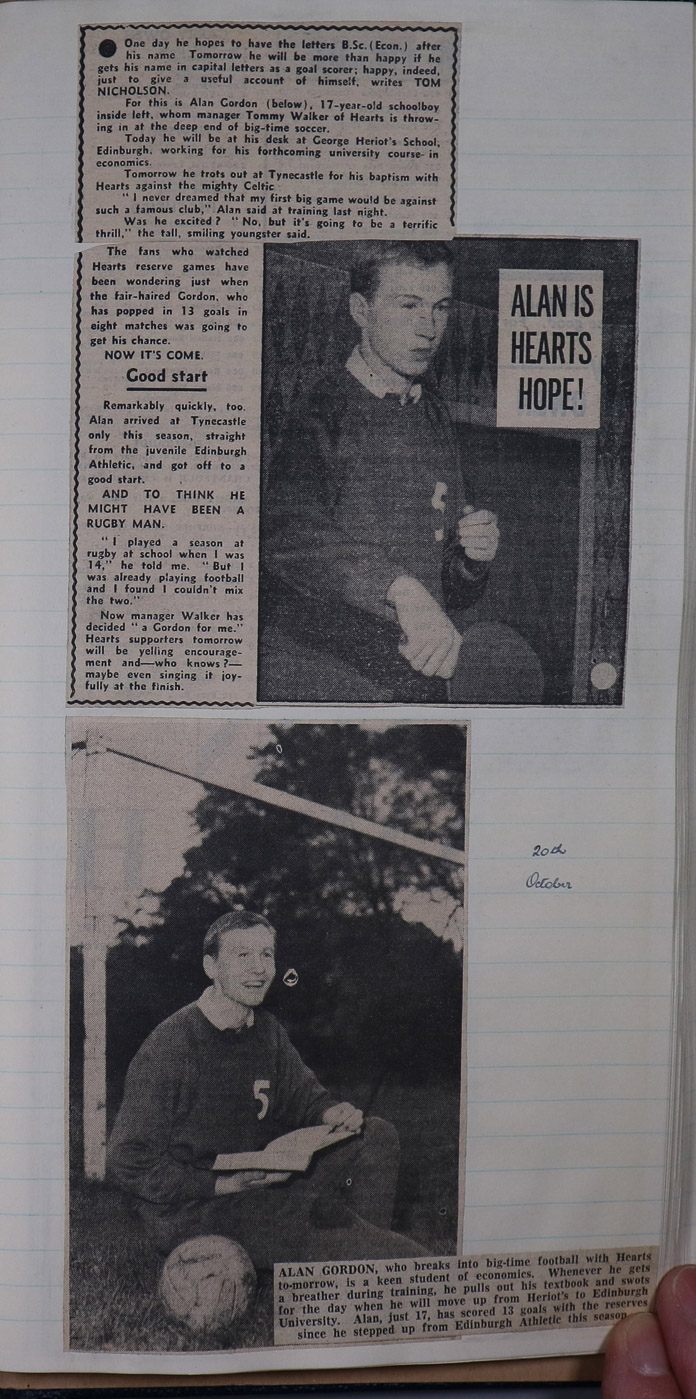 One day he hopes to have the letters B.Sc. (Econ.) after
his name Tomorrow he will be more than happy if he
gets his name in capital letters as a goal scorer; happy, indeed,
just to give a useful account of himself, writes TOM
NICHOLSON.
For this is Alan Gordon (below), 17-year-old schoolboy
inside left, whom manager Tommy Walker of Hearts is throw-
ing in at the deep end of big-time soccer.
Today he will be at his desk at George Heriot's School,
Edinburgh, working for his forthcoming university course in
economics.
Tomorrow he trots out at Tynecastle for his baptism with
Hearts against the mighty Celtic
" I never dreamed that my first big game would be against
such a famous club," Alan said at training last night.
Was he excited ? " No, but it's going to be a terrific
thrill," the tall, smiling youngster said.
The fans who watched
Hearts reserve games have
been wondering just when
the fair-haired Gordon, who
has popped in 13 goals in
eight matches was going to
get his chance.
NOW IT'S COME.
Good start
Remarkably quickly, too.
Alan arrived at Tynecastle
only this season, straight
from the juvenile Edinburgh
Athletic, and got off to a
good start.
AND TO THINK HE
MIGHT HAVE BEEN A
RUGBY MAN.
" I played a season at
rugby at school when I was
14," he told me. " But I
was already playing football
and I found I couldn't mix
the two."
Now manager Walker has
decided " a Gordon for me."
Hearts supporters tomorrow
will be yelling encourage-
ment and—who knows ?—
maybe even singing it joy-
fully at the finish.
ALAN IS
HEARTS
HOPE!
5
20th
October
5
ALAN GORDON, who breaks into big-time football with Hearts
to-morrow, is a keen student of economics. Whenever he gets
a breather during training, he pulls out his textbook and swots
for the day when he will move up from Heriot's to Edinburgh
University. Alan, just 17, has scored 13 goals with the reserves
since he stepped up from Edinburgh Athletic this season